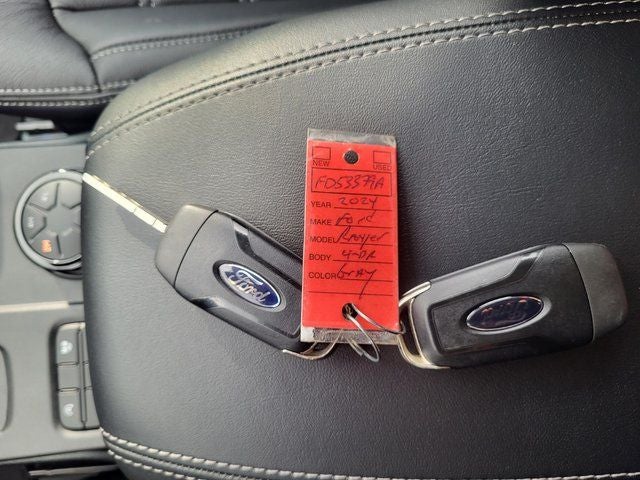 NEW USED
FD53379A
YEAR 2024
MAKE Ford
MODEL Ranger
BODY 4-DR
COLOR Gray
Ford